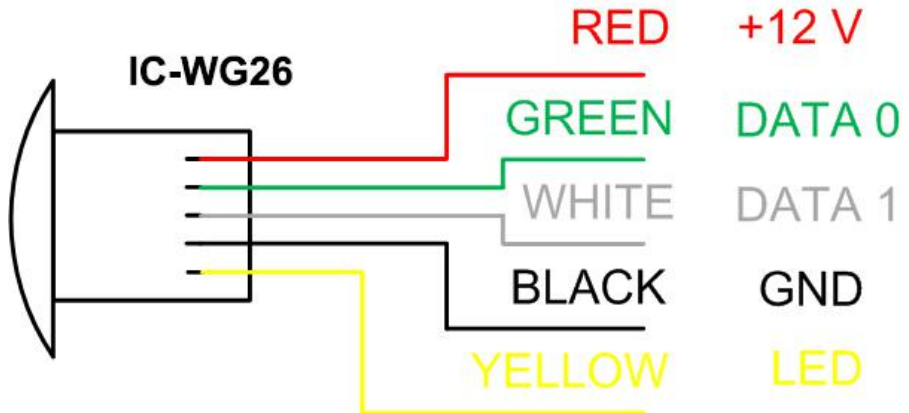 RED +12 V
IC-WG26
GREEN DATA 0
WHITE DATA 1
BLACK GND
YELLOW LED